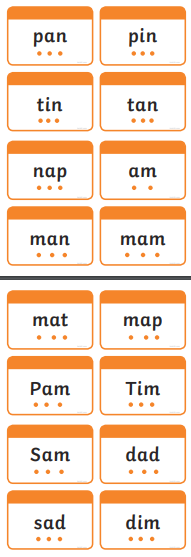 pan pin
tin tan
nap am
man mam
mat map
Pam Tim
Sam dad
sad dim